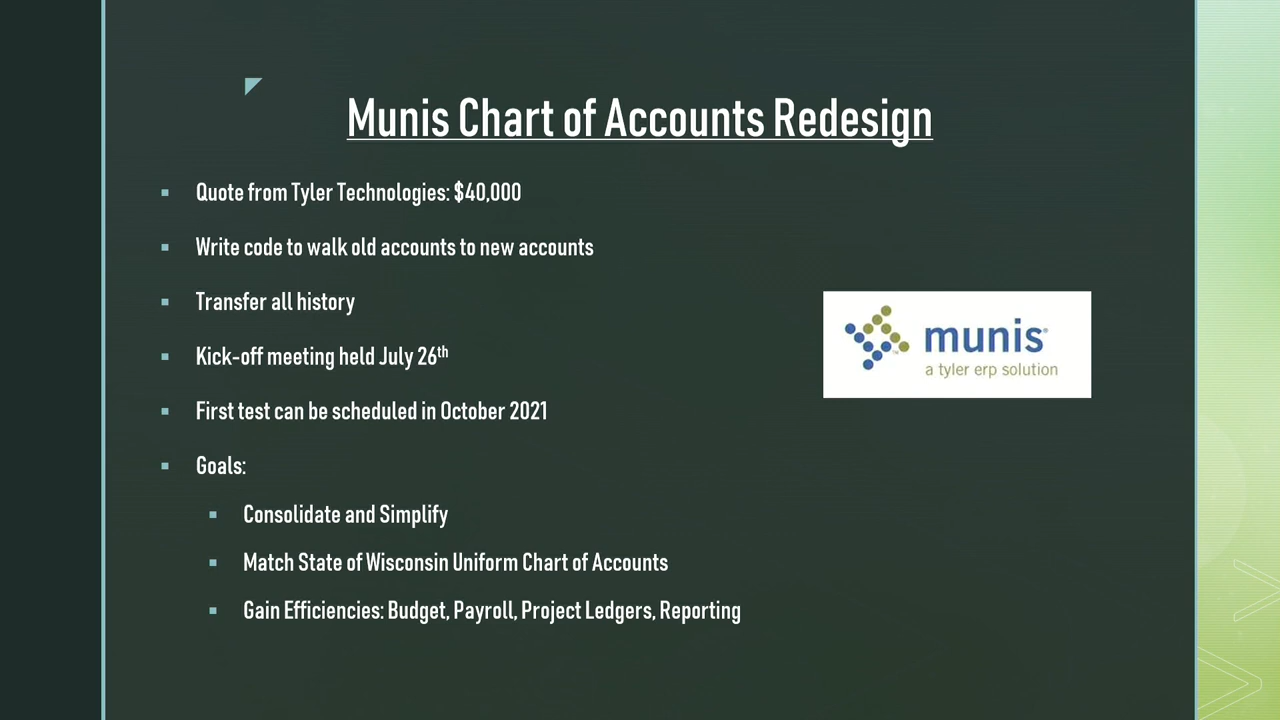 Munis Chart of Accounts Redesign
Quote from Tyler Technologies: $40,000
Write code to walk old accounts to new accounts
Transfer all history
Kick-off meeting held July 26th
First test can be scheduled in October 2021
Goals:
Consolidate and Simplify
Match State of Wisconsin Uniform Chart of Accounts
Gain Efficiencies: Budget, Payroll, Project Ledgers, Reporting
munis®
a tyler erp solution